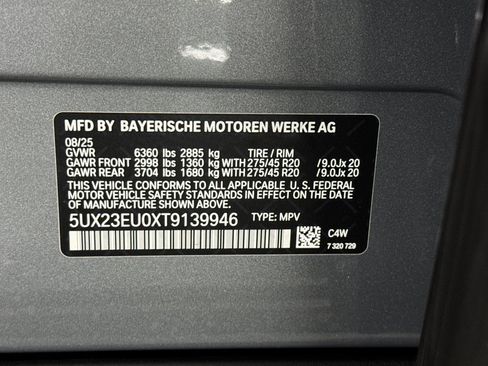 MFD BY BAYERISCHE MOTOREN WERKE AG
08/25
GVWR 6360 lbs 2885 kg TIRE / RIM
GAWR FRONT 2998 lbs 1360 kg WITH 275/45 R20 / 9.0Jx 20
GAWR REAR 3704 lbs 1680 kg WITH 275/45 R20 / 9.0Jx 20
THIS VEHICLE CONFORMS TO ALL APPLICABLE U. S. FEDERAL
MOTOR VEHICLE SAFETY STANDARDS IN EFFECT ON THE DATE
OF MANUFACTURE SHOWN ABOVE.
5UX23EU0XT9139946 TYPE: MPV
C4W
7 320 729